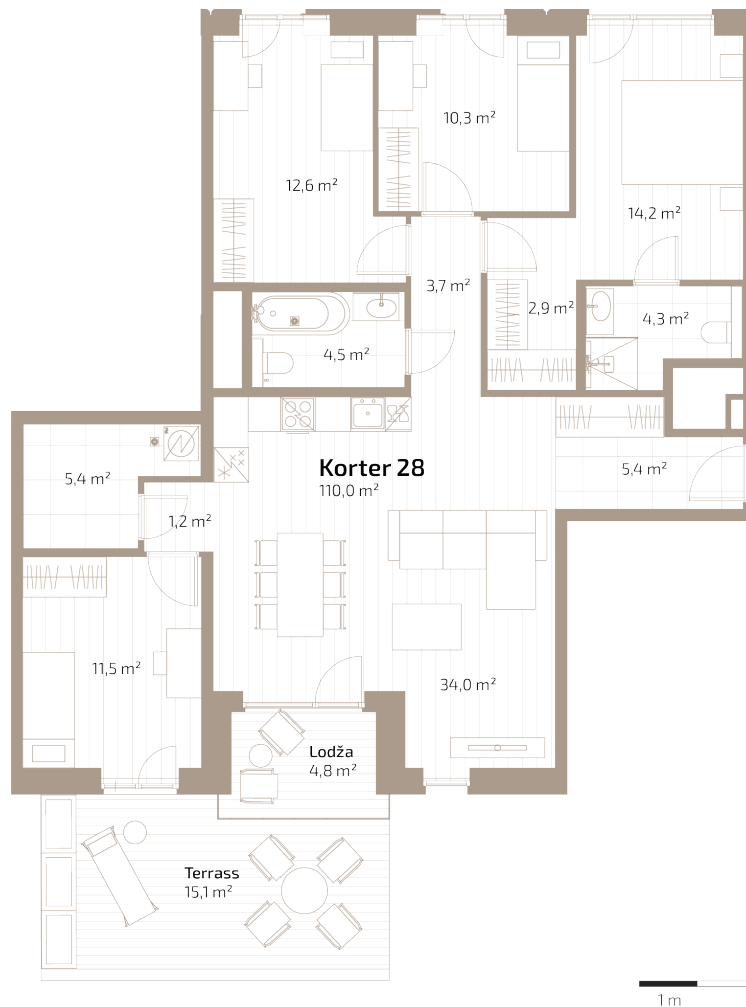 10,3 m²
12,6 m²
14,2 m²
3,7 m²
2,9 m²
4,3 m²
4,5 m²
Korter 28
110,0 m²
5,4 m²
5,4 m²
1,2 m²
11,5 m²
34,0 m²
Lodža
4,8 m²
Terrass
15,1 m²
1 m